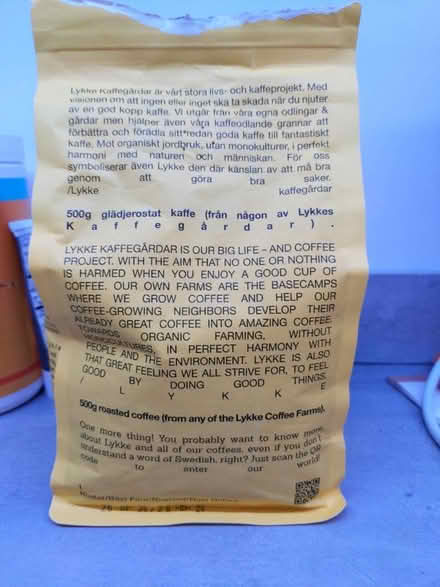 Lykke Kaffegårdar är vårt stora livs- och kaffeprojekt. Med
visionen om att ingen eller inget ska ta skada när du njuter
av en god kopp kaffe. Vi utgår från våra egna odlingar &
gårdar men hjälper även våra kaffeodlande grannar att
förbättra och förädla sitt redan goda kaffe till fantastiskt
kaffe. Mot organiskt jordbruk, utan monokulturer, i perfekt
harmoni med naturen och människan. För oss
symboliserar även Lykke den där känslan av att må bra
genom att göra bra saker.
/Lykke kaffegårdar
500g glädjerostat kaffe (från någon av Lykkes
Kaffegårdar).
LYKKE KAFFEGÅRDAR IS OUR BIG LIFE – AND COFFEE
PROJECT. WITH THE AIM THAT NO ONE OR NOTHING
IS HARMED WHEN YOU ENJOY A GOOD CUP OF
COFFEE. OUR OWN FARMS ARE THE BASECAMPS
WHERE WE GROW COFFEE AND HELP OUR
COFFEE-GROWING NEIGHBORS DEVELOP THEIR
ALREADY GREAT COFFEE INTO AMAZING COFFEE.
TOWARDS ORGANIC FARMING, WITHOUT
MONOCULTURES, IN PERFECT HARMONY WITH
PEOPLE AND THE ENVIRONMENT. LYKKE IS ALSO
THAT GREAT FEELING WE ALL STRIVE FOR, TO FEEL
GOOD BY DOING GOOD THINGS.
/LYKKE
500g roasted coffee (from any of the Lykke Coffee Farms).
One more thing! You probably want to know more
about Lykke and all of our coffees, even if you don't
understand a word of Swedish, right? Just scan the QR
code to enter our world!